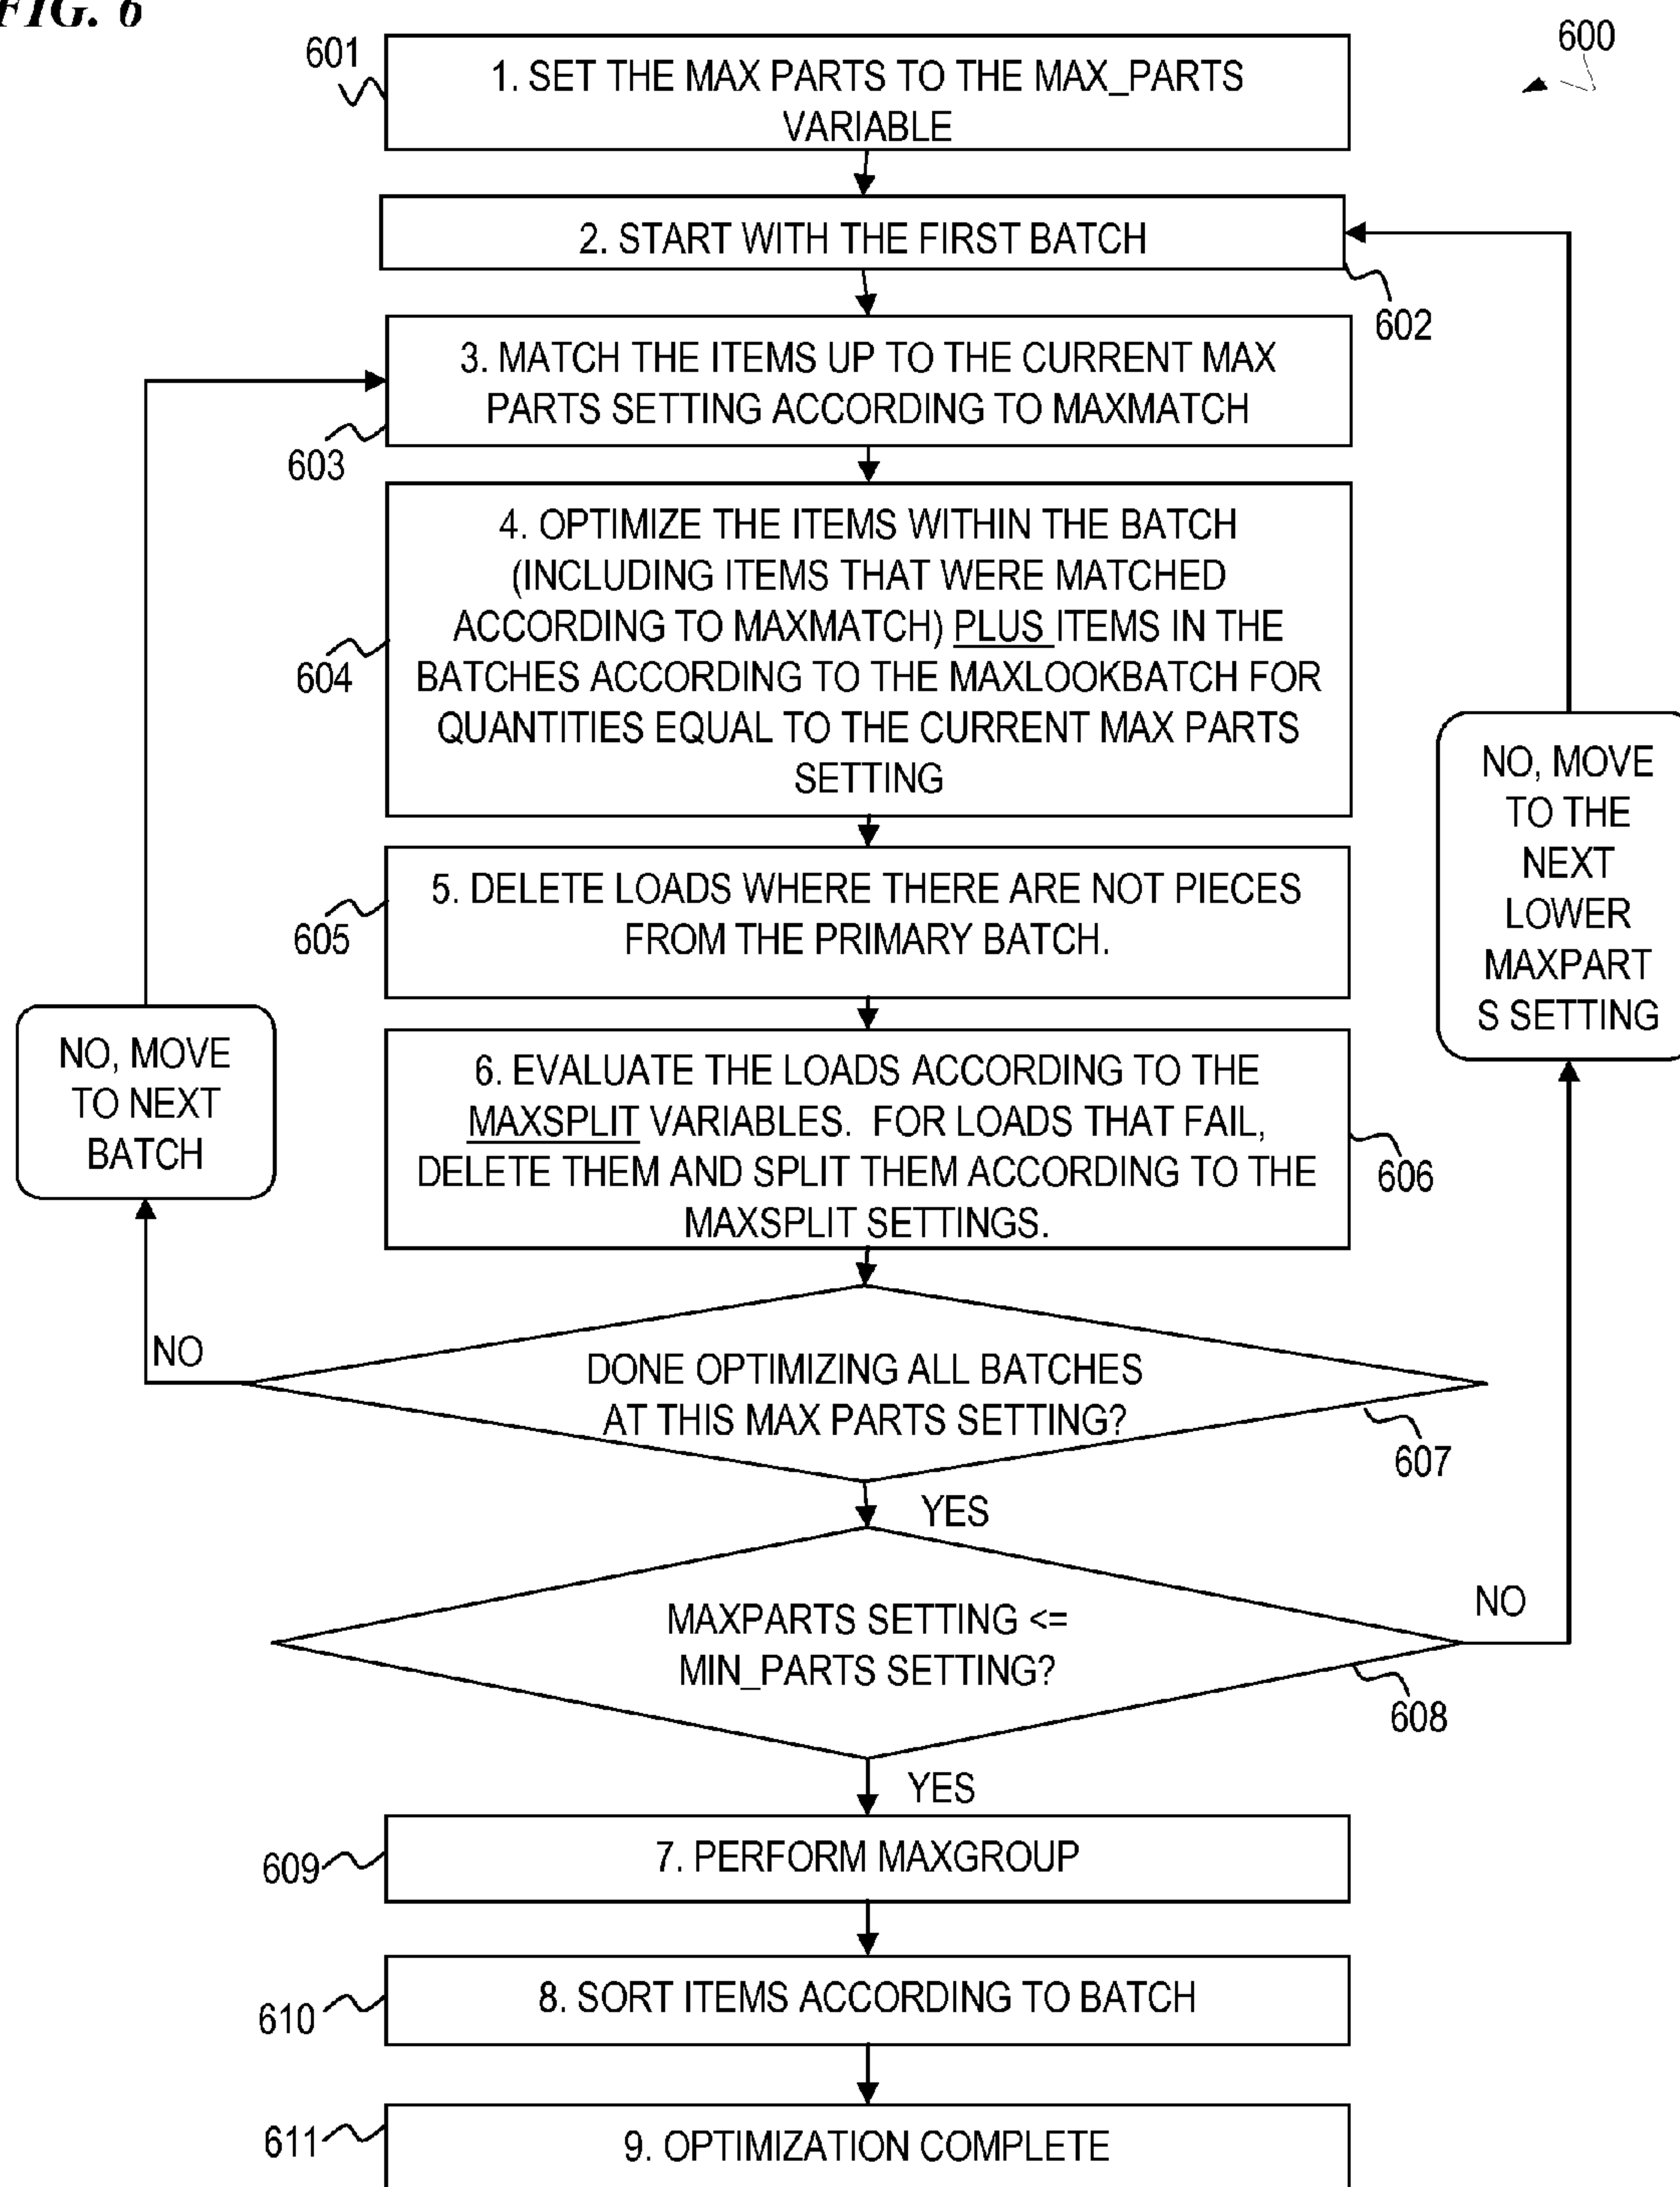 FIG. 6
600
601
1. SET THE MAX PARTS TO THE MAX_PARTS
VARIABLE
2. START WITH THE FIRST BATCH
602
3. MATCH THE ITEMS UP TO THE CURRENT MAX
PARTS SETTING ACCORDING TO MAXMATCH
603
4. OPTIMIZE THE ITEMS WITHIN THE BATCH
(INCLUDING ITEMS THAT WERE MATCHED
ACCORDING TO MAXMATCH) PLUS ITEMS IN THE
BATCHES ACCORDING TO THE MAXLOOKBATCH FOR
QUANTITIES EQUAL TO THE CURRENT MAX PARTS
SETTING
604
5. DELETE LOADS WHERE THERE ARE NOT PIECES
FROM THE PRIMARY BATCH.
605
6. EVALUATE THE LOADS ACCORDING TO THE
MAXSPLIT VARIABLES. FOR LOADS THAT FAIL,
DELETE THEM AND SPLIT THEM ACCORDING TO THE
MAXSPLIT SETTINGS.
606
NO, MOVE
TO NEXT
BATCH
NO, MOVE
TO THE
NEXT
LOWER
MAXPART
S SETTING
NO
DONE OPTIMIZING ALL BATCHES
AT THIS MAX PARTS SETTING?
607
YES
MAXPARTS SETTING <=
MIN_PARTS SETTING?
NO
608
YES
7. PERFORM MAXGROUP
609
8. SORT ITEMS ACCORDING TO BATCH
610
9. OPTIMIZATION COMPLETE
611